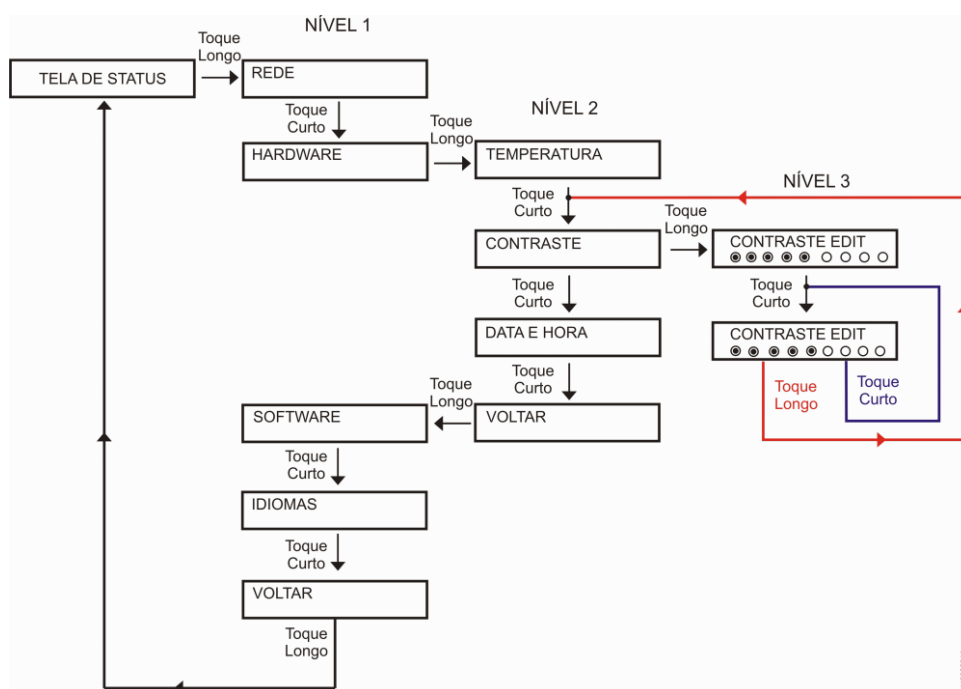 NÍVEL 1
Toque
Longo
TELA DE STATUS
REDE
Toque
Curto
NÍVEL 2
Toque
Longo
HARDWARE
TEMPERATURA
Toque
Curto
NÍVEL 3
Toque
Longo
CONTRASTE
CONTRASTE EDIT
Toque
Curto
Toque
Curto
DATA E HORA
CONTRASTE EDIT
Toque
Curto
Toque
Longo
Toque
Curto
Toque
Longo
SOFTWARE
VOLTAR
Toque
Curto
IDIOMAS
Toque
Curto
VOLTAR
Toque
Longo